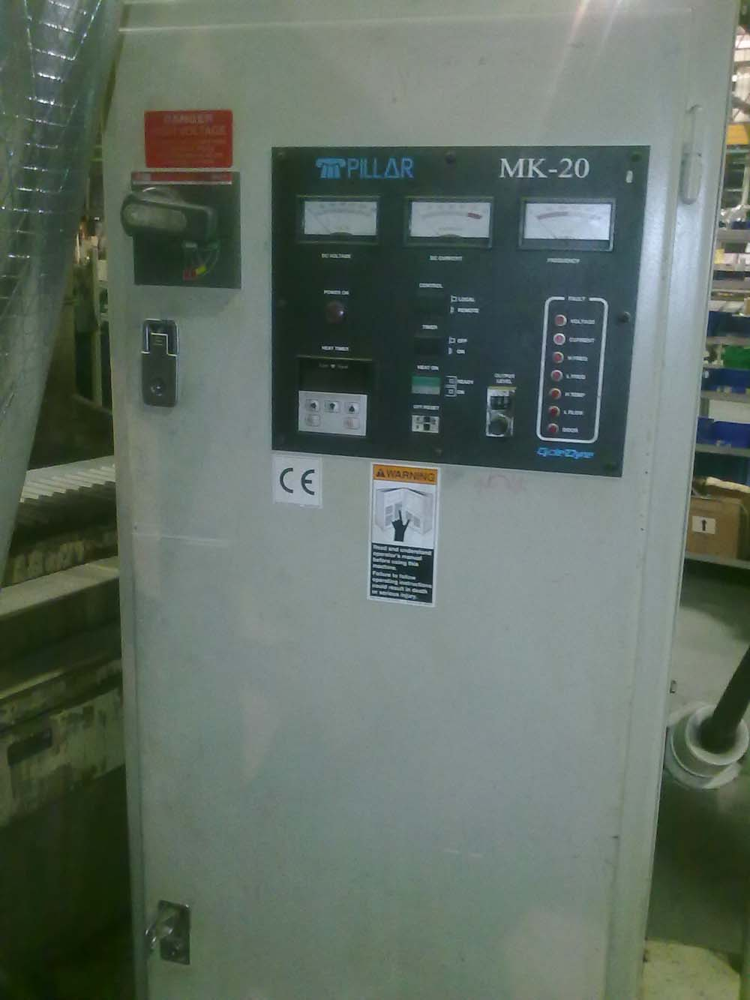 DANGER
HIGH VOLTAGE
PILLAR
MK-20
DC VOLTAGE
DC CURRENT
FREQUENCY
POWER ON
CONTROL
LOCAL
REMOTE
TIMER
OFF
ON
HEAT TIMER
HEAT ON
READY
ON
OFF/RESET
OUTPUT
LEVEL
FAULT
VOLTAGE
CURRENT
H FREQ
L FREQ
H TEMP
L FLOW
DOOR
CycleDyne
CE
WARNING
Read and understand
operator's manual
before using this
machine.
Failure to follow
operating instructions
could result in death
or serious injury.